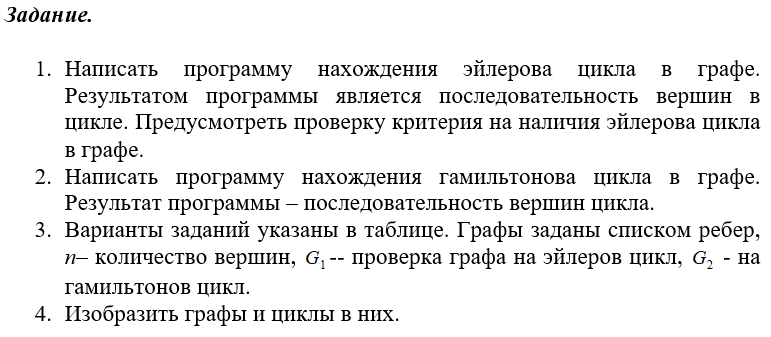 Задание.
1. Написать программу нахождения эйлерова цикла в графе.
Результатом программы является последовательность вершин в
цикле. Предусмотреть проверку критерия на наличия эйлерова цикла
в графе.
2. Написать программу нахождения гамильтонова цикла в графе.
Результат программы – последовательность вершин цикла.
3. Варианты заданий указаны в таблице. Графы заданы списком ребер,
n– количество вершин, G₁-- проверка графа на эйлеров цикл, G₂ - на
гамильтонов цикл.
4. Изобразить графы и циклы в них.